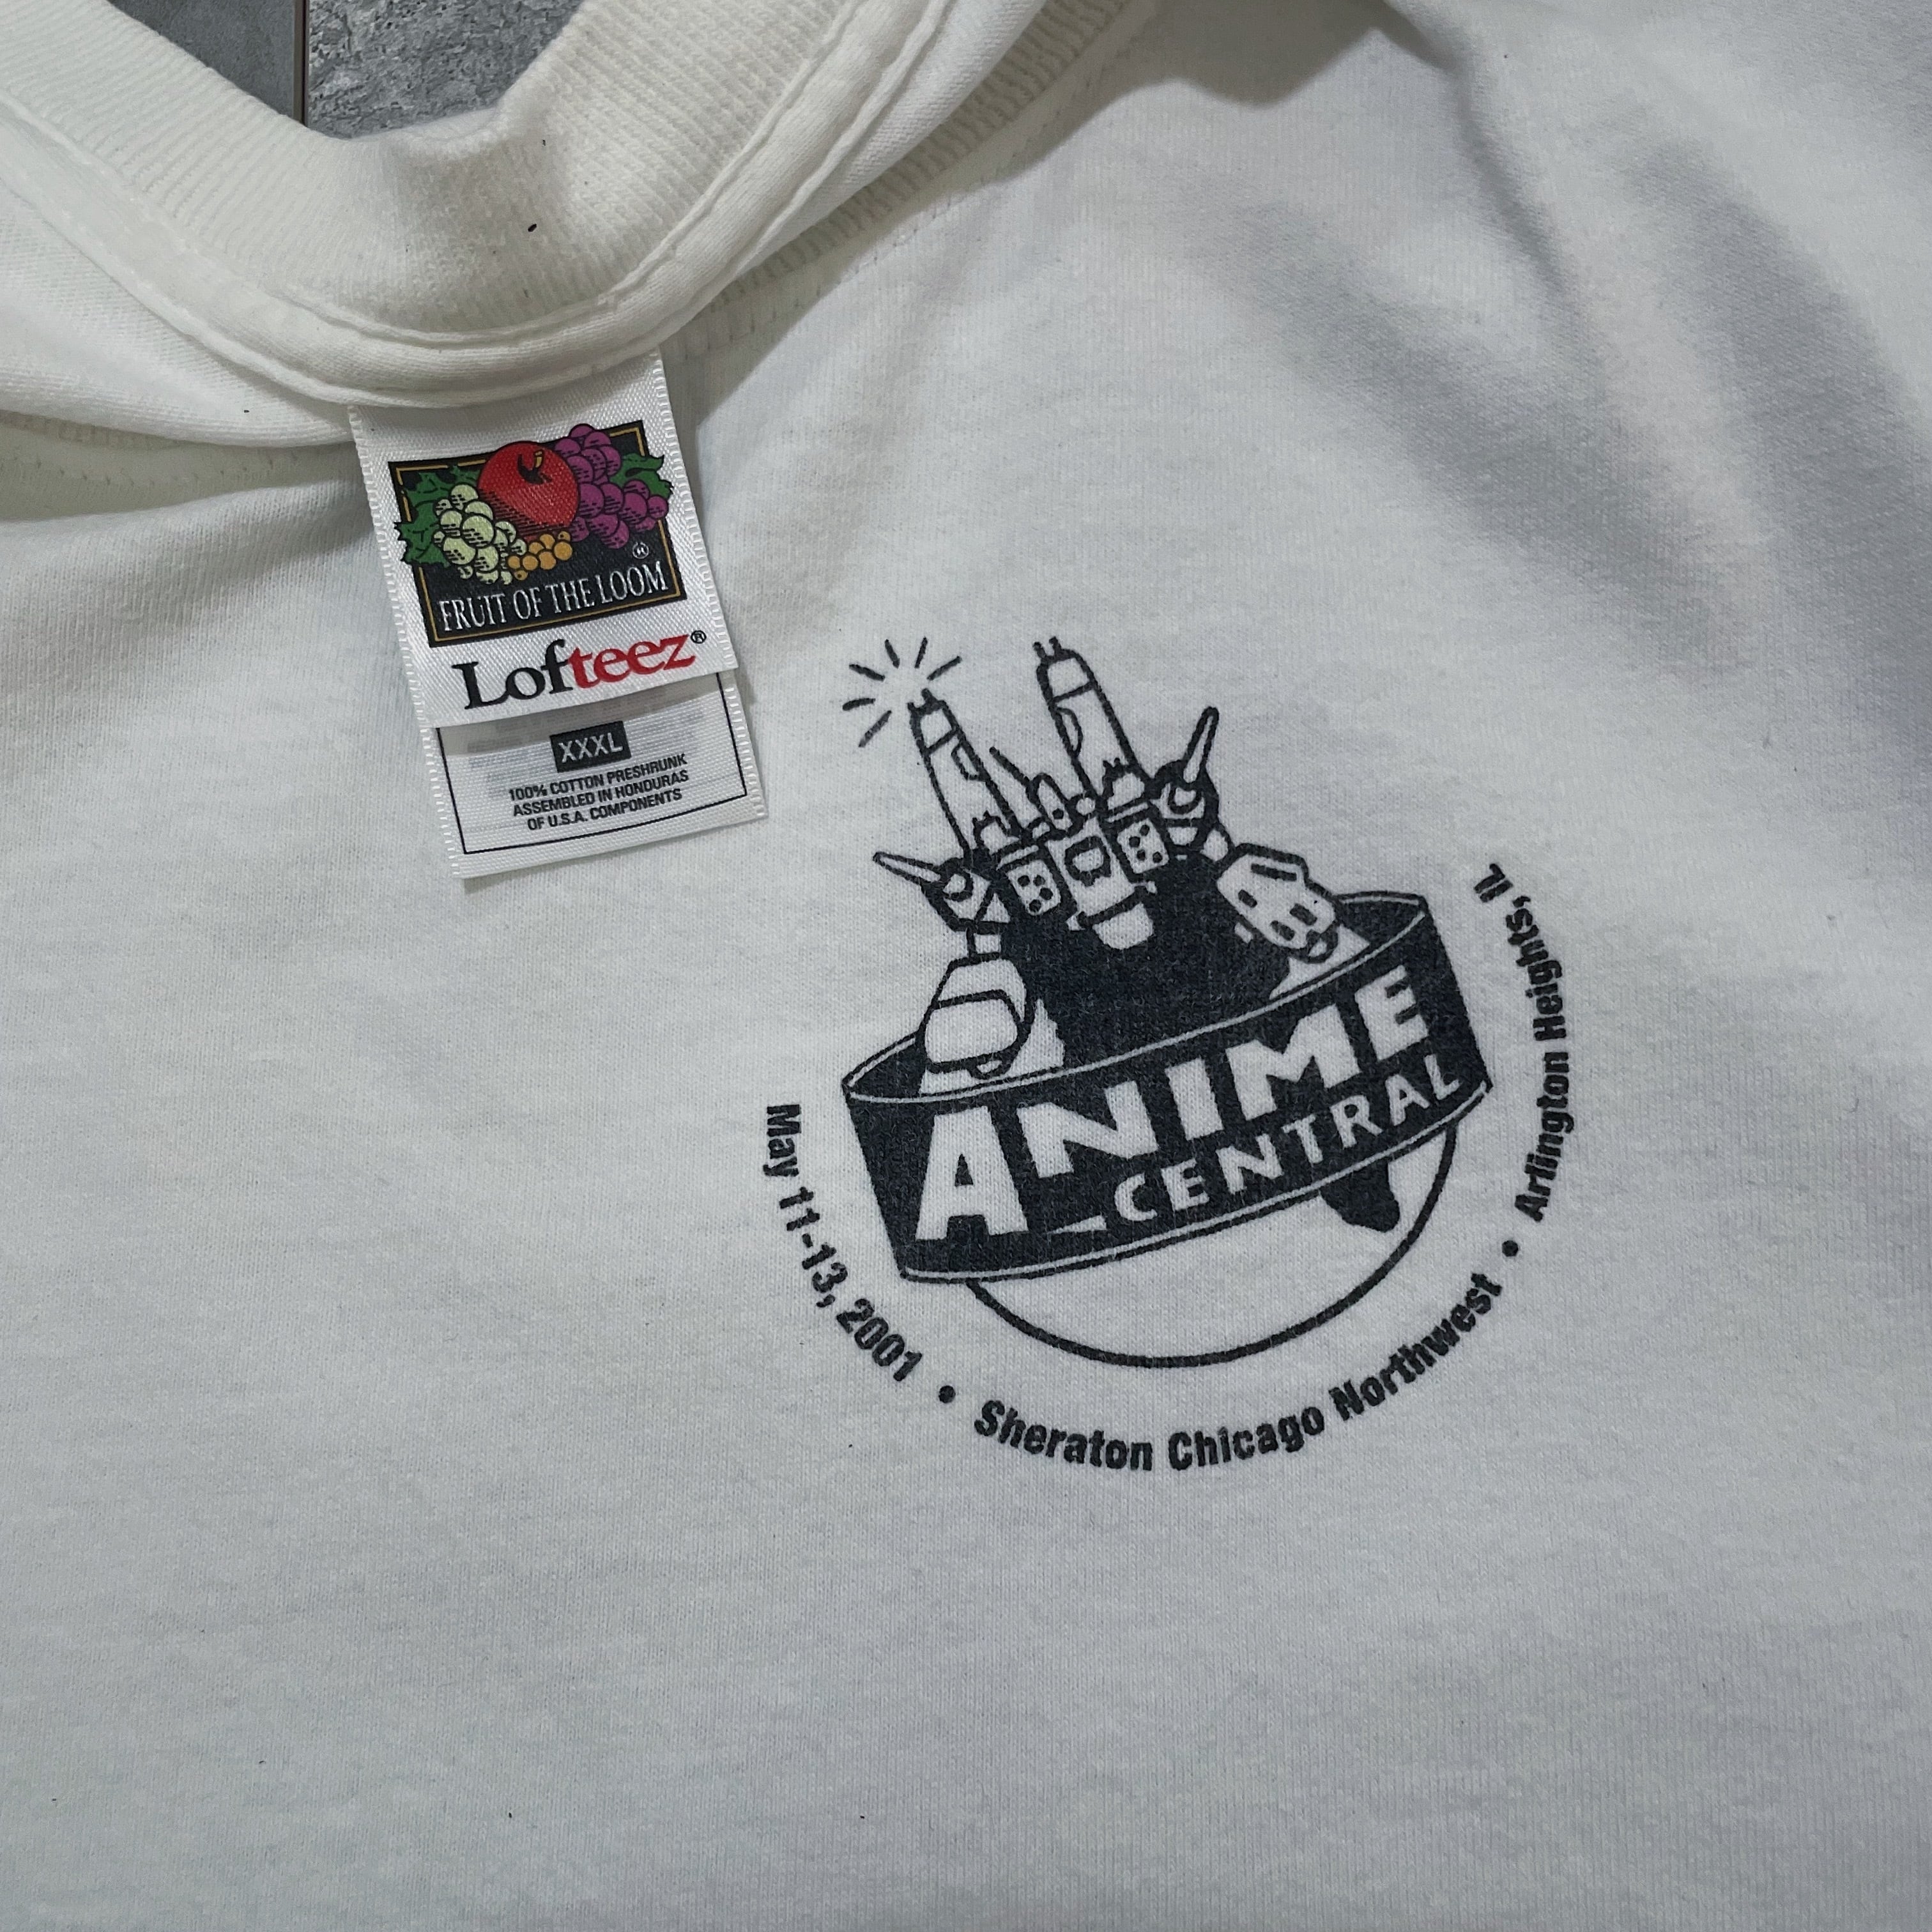 FRUIT OF THE LOOM ®
Lofteez®
XXXL
100% COTTON PRESHRUNK
ASSEMBLED IN HONDURAS
OF U.S.A. COMPONENTS
ANIME
CENTRAL
May 11-13, 2001 • Sheraton Chicago Northwest • Arlington Heights, IL